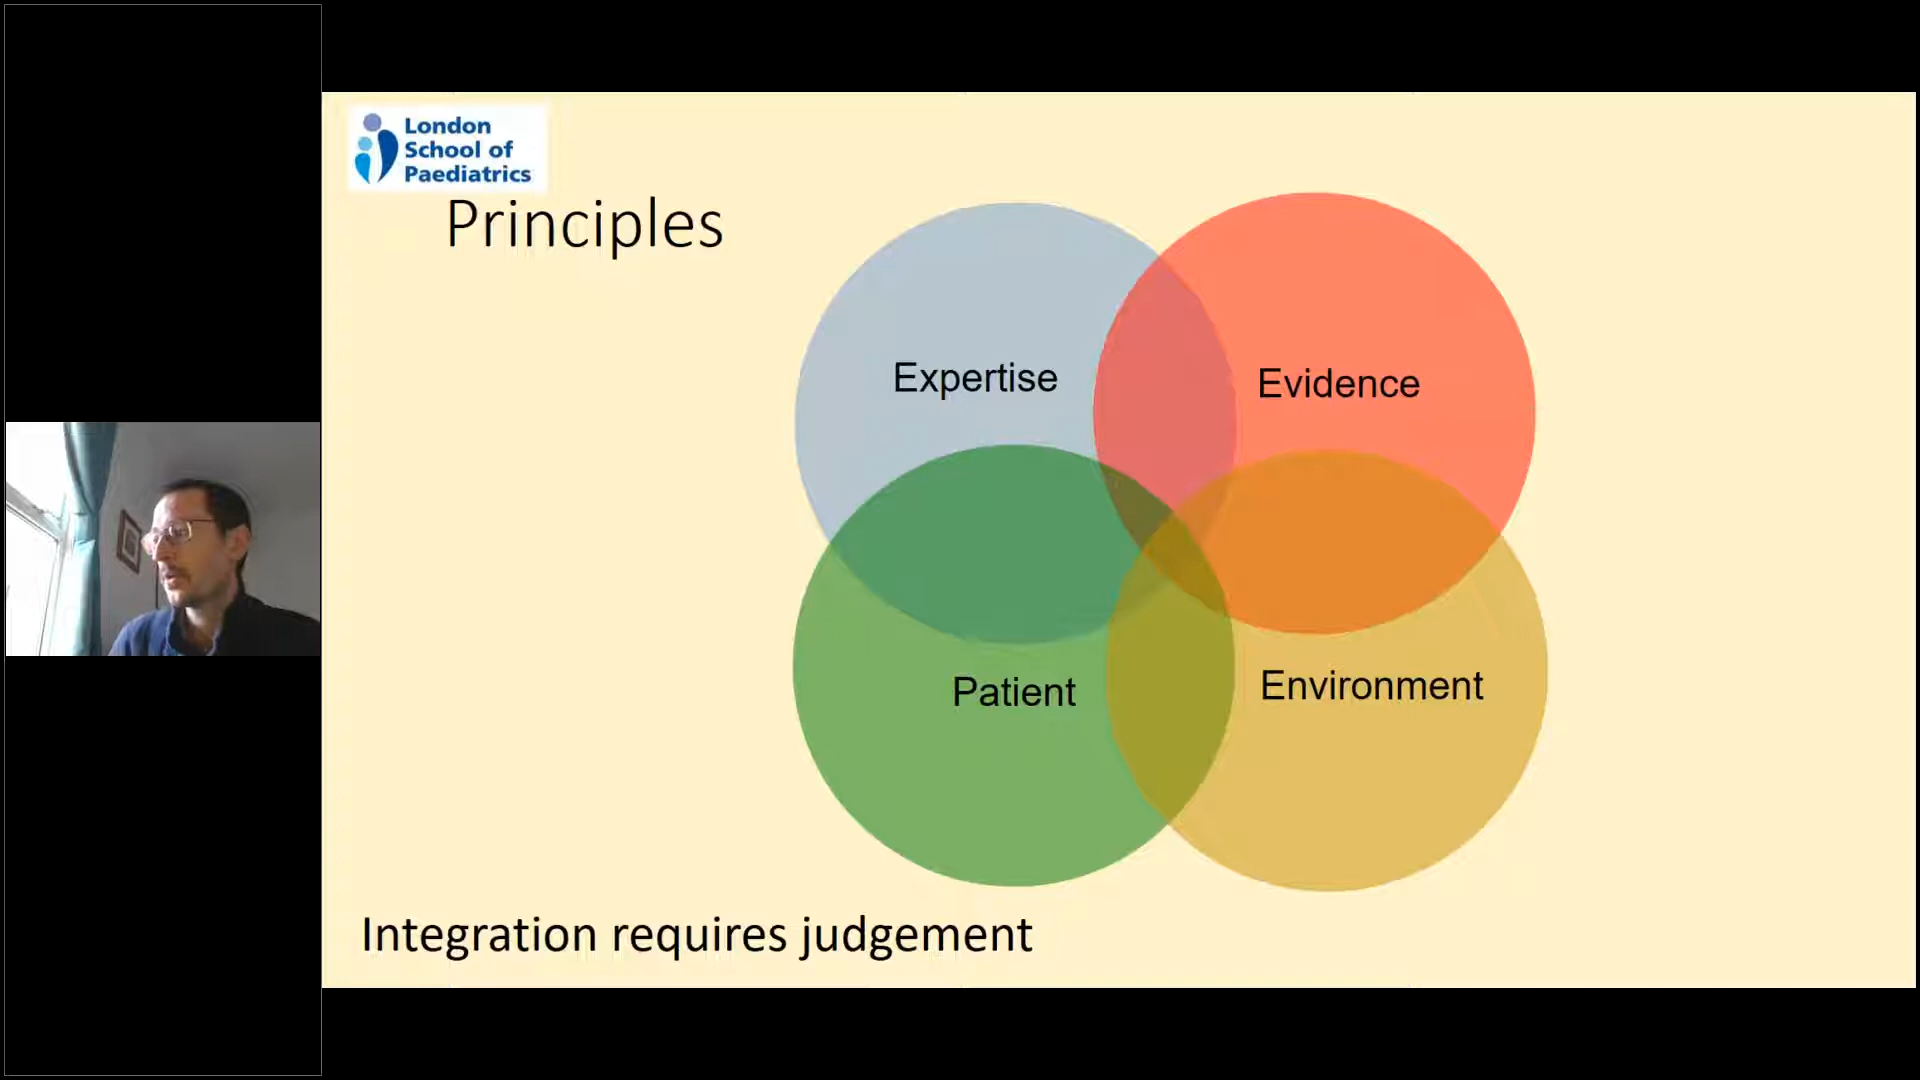 London
School of
Paediatrics
Principles
Expertise
Evidence
Patient
Environment
Integration requires judgement